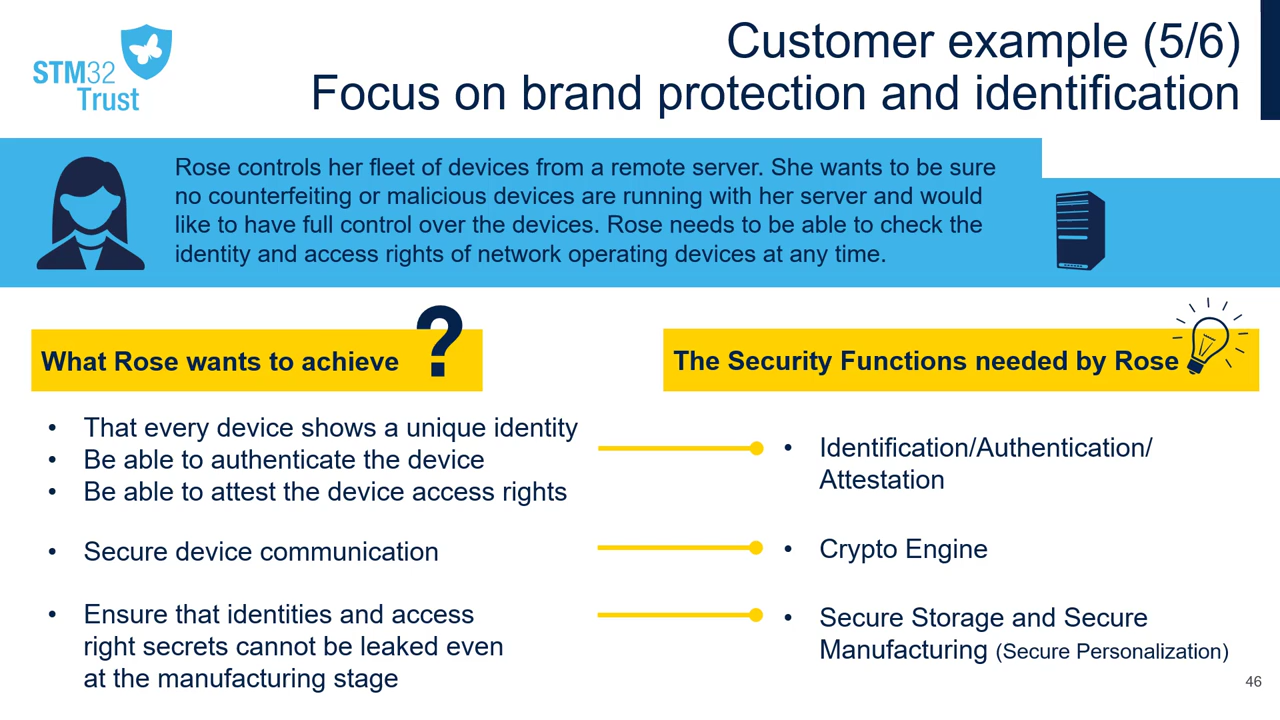 STM32
Trust
Customer example (5/6)
Focus on brand protection and identification
Rose controls her fleet of devices from a remote server. She wants to be sure
no counterfeiting or malicious devices are running with her server and would
like to have full control over the devices. Rose needs to be able to check the
identity and access rights of network operating devices at any time.
What Rose wants to achieve
?
• That every device shows a unique identity
• Be able to authenticate the device
• Be able to attest the device access rights
• Secure device communication
• Ensure that identities and access
right secrets cannot be leaked even
at the manufacturing stage
The Security Functions needed by Rose
• Identification/Authentication/
Attestation
• Crypto Engine
• Secure Storage and Secure
Manufacturing (Secure Personalization)
46